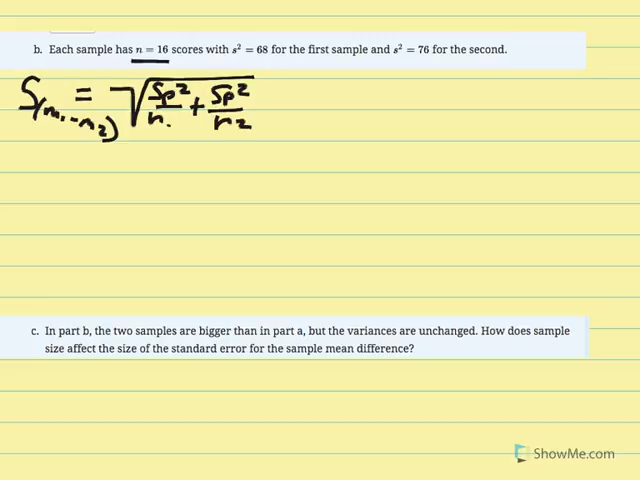 b. Each sample has n = 16 scores with s² = 68 for the first sample and s² = 76 for the second.
S(m₁-m₂) = √Sp²/n₁ + Sp²/n₂
c. In part b, the two samples are bigger than in part a, but the variances are unchanged. How does sample
size affect the size of the standard error for the sample mean difference?
ShowMe.com